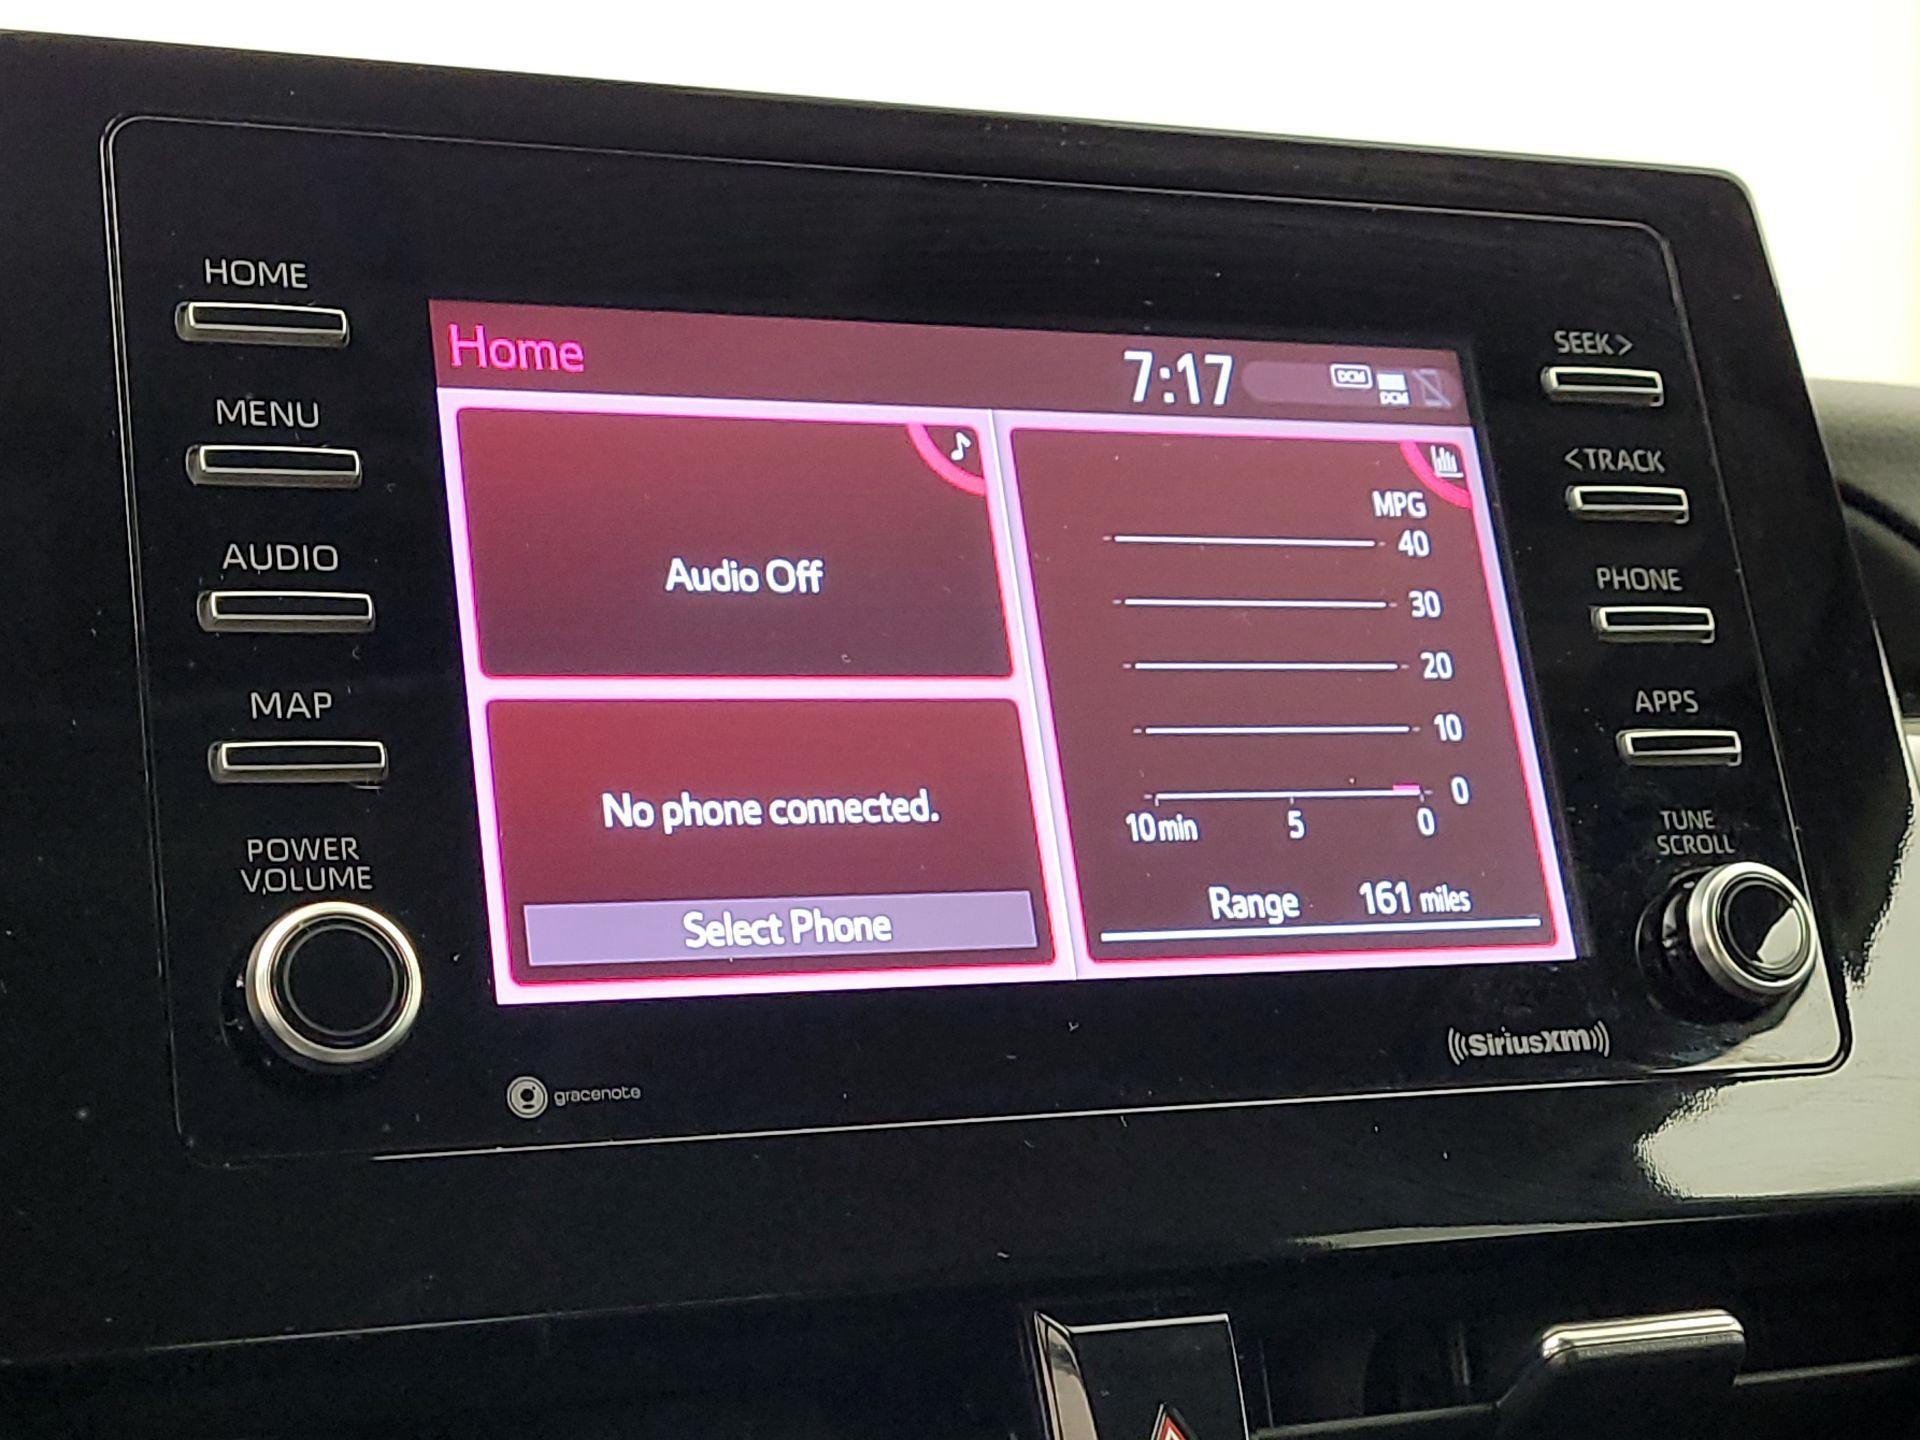 HOME
MENU
AUDIO
MAP
POWER
VOLUME
Home
7:17
DCM
DCM
Audio Off
No phone connected.
Select Phone
MPG
40
30
20
10
0
10 min 5 0
Range 161 miles
SEEK >
< TRACK
PHONE
APPS
TUNE
SCROLL
gracenote
((SiriusXM))